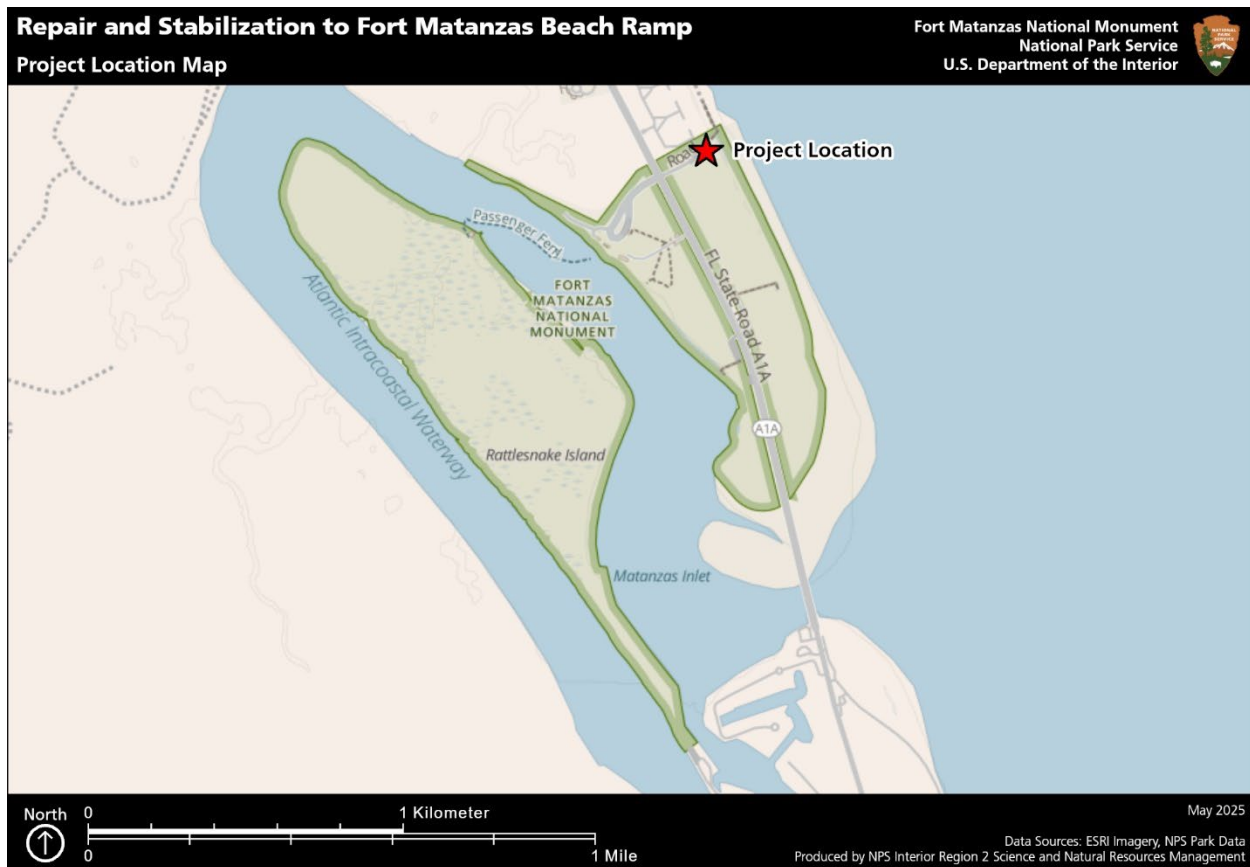 Repair and Stabilization to Fort Matanzas Beach Ramp
Project Location Map
Fort Matanzas National Monument
National Park Service
U.S. Department of the Interior
Project Location
Road
Passenger Ferry
FORT
MATANZAS
NATIONAL
MONUMENT
FL State Road A1A
Atlantic Intracoastal Waterway
A1A
Rattlesnake Island
Matanzas Inlet
North
0
1 Kilometer
0
1 Mile
May 2025
Data Sources: ESRI Imagery, NPS Park Data
Produced by NPS Interior Region 2 Science and Natural Resources Management